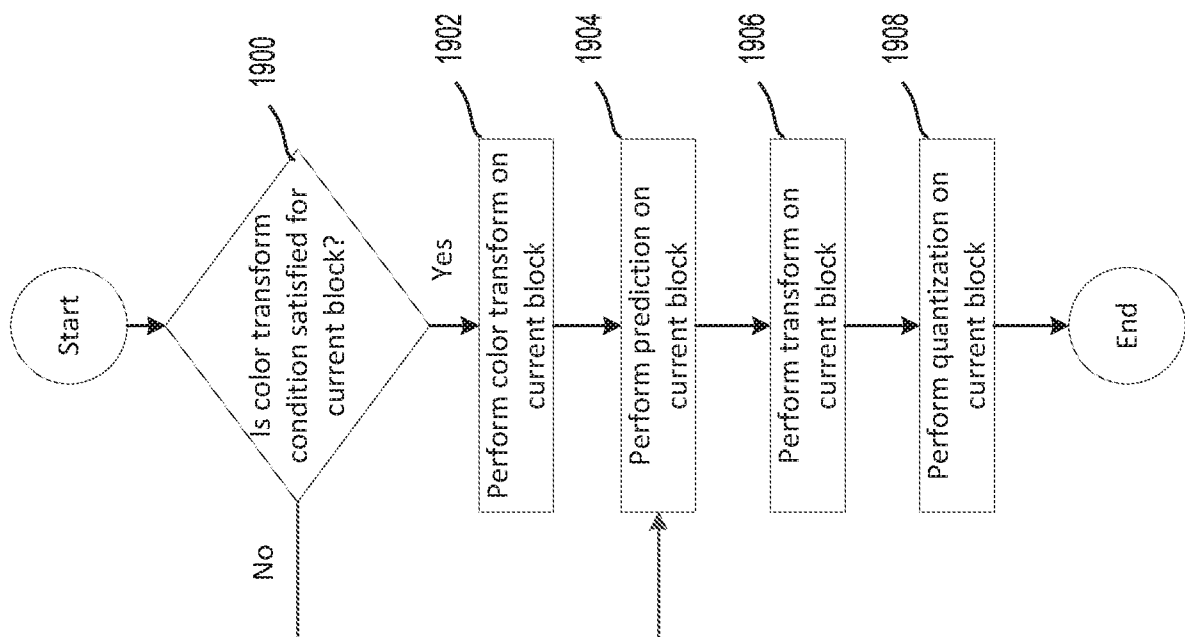 Start
Is color transform
condition satisfied for
current block?
1900
No
Yes
Perform color transform on
current block
1902
Perform prediction on
current block
1904
Perform transform on
current block
1906
Perform quantization on
current block
1908
End